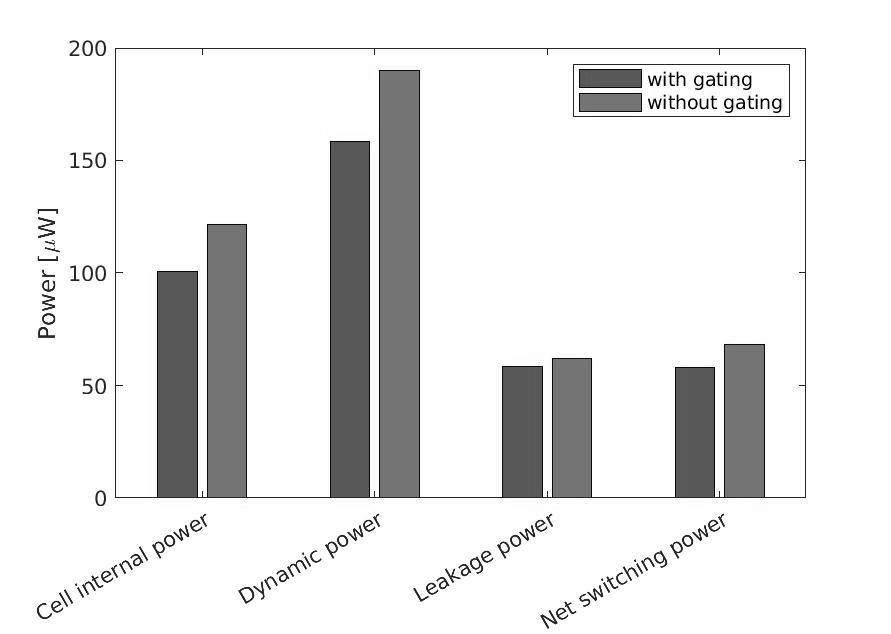 200
150
100
50
0
Power [μW]
with gating
without gating
Cell internal power
Dynamic power
Leakage power
Net switching power